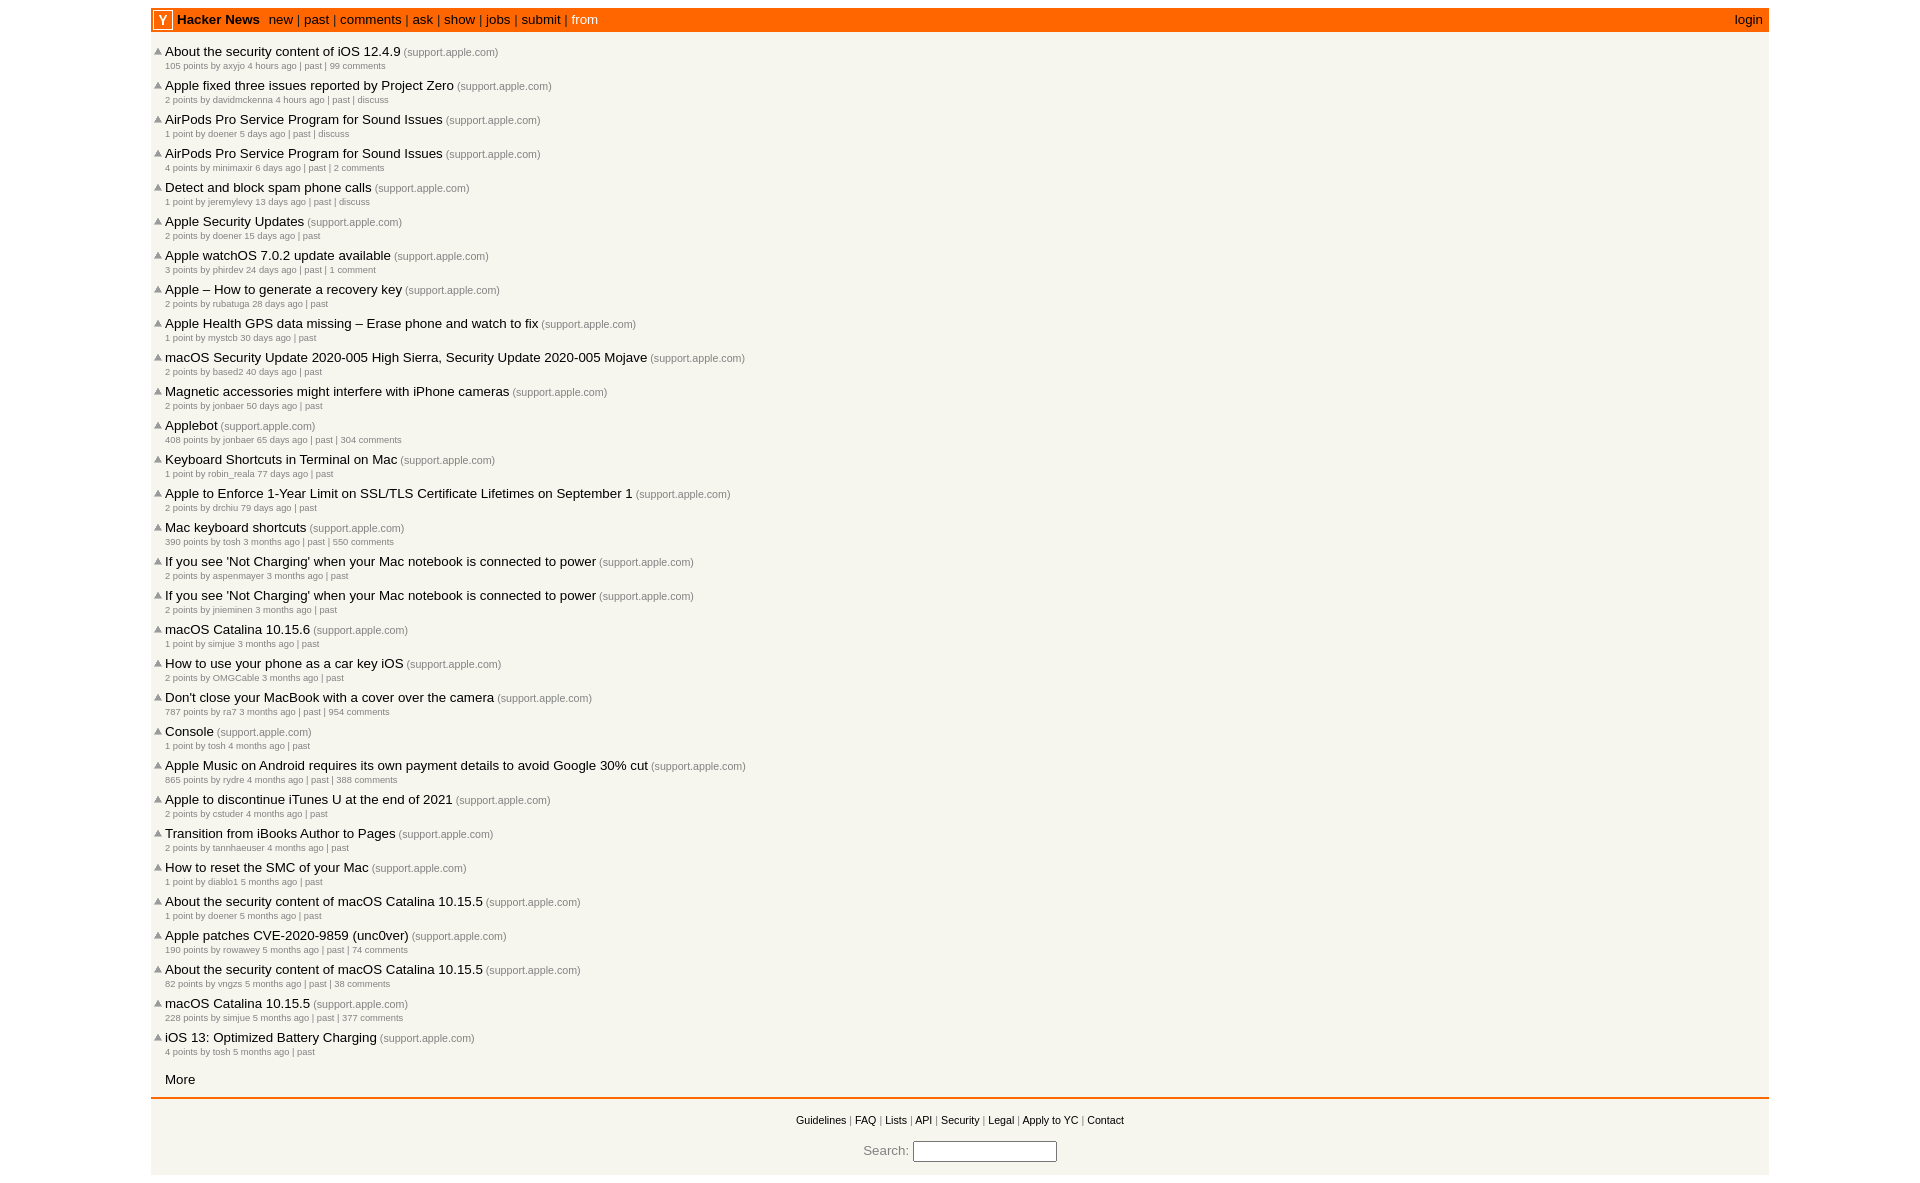 Y Hacker News new | past | comments | ask | show | jobs | submit | from login
About the security content of iOS 12.4.9 (support.apple.com)
105 points by axyjo 4 hours ago | past | 99 comments
Apple fixed three issues reported by Project Zero (support.apple.com)
2 points by davidmckenna 4 hours ago | past | discuss
AirPods Pro Service Program for Sound Issues (support.apple.com)
1 point by doener 5 days ago | past | discuss
AirPods Pro Service Program for Sound Issues (support.apple.com)
4 points by minimaxir 6 days ago | past | 2 comments
Detect and block spam phone calls (support.apple.com)
1 point by jeremylevy 13 days ago | past | discuss
Apple Security Updates (support.apple.com)
2 points by doener 15 days ago | past
Apple watchOS 7.0.2 update available (support.apple.com)
3 points by phirdev 24 days ago | past | 1 comment
Apple – How to generate a recovery key (support.apple.com)
2 points by rubatuga 28 days ago | past
Apple Health GPS data missing – Erase phone and watch to fix (support.apple.com)
1 point by mystcb 30 days ago | past
macOS Security Update 2020-005 High Sierra, Security Update 2020-005 Mojave (support.apple.com)
2 points by based2 40 days ago | past
Magnetic accessories might interfere with iPhone cameras (support.apple.com)
2 points by jonbaer 50 days ago | past
Applebot (support.apple.com)
408 points by jonbaer 65 days ago | past | 304 comments
Keyboard Shortcuts in Terminal on Mac (support.apple.com)
1 point by robin_reala 77 days ago | past
Apple to Enforce 1-Year Limit on SSL/TLS Certificate Lifetimes on September 1 (support.apple.com)
2 points by drchiu 79 days ago | past
Mac keyboard shortcuts (support.apple.com)
390 points by tosh 3 months ago | past | 550 comments
If you see 'Not Charging' when your Mac notebook is connected to power (support.apple.com)
2 points by aspenmayer 3 months ago | past
If you see 'Not Charging' when your Mac notebook is connected to power (support.apple.com)
2 points by jnieminen 3 months ago | past
macOS Catalina 10.15.6 (support.apple.com)
1 point by simjue 3 months ago | past
How to use your phone as a car key iOS (support.apple.com)
2 points by OMGCable 3 months ago | past
Don't close your MacBook with a cover over the camera (support.apple.com)
787 points by ra7 3 months ago | past | 954 comments
Console (support.apple.com)
1 point by tosh 4 months ago | past
Apple Music on Android requires its own payment details to avoid Google 30% cut (support.apple.com)
865 points by rydre 4 months ago | past | 388 comments
Apple to discontinue iTunes U at the end of 2021 (support.apple.com)
2 points by cstuder 4 months ago | past
Transition from iBooks Author to Pages (support.apple.com)
2 points by tannhaeuser 4 months ago | past
How to reset the SMC of your Mac (support.apple.com)
1 point by diablo1 5 months ago | past
About the security content of macOS Catalina 10.15.5 (support.apple.com)
1 point by doener 5 months ago | past
Apple patches CVE-2020-9859 (unc0ver) (support.apple.com)
190 points by rowawey 5 months ago | past | 74 comments
About the security content of macOS Catalina 10.15.5 (support.apple.com)
82 points by vngzs 5 months ago | past | 38 comments
macOS Catalina 10.15.5 (support.apple.com)
228 points by simjue 5 months ago | past | 377 comments
iOS 13: Optimized Battery Charging (support.apple.com)
4 points by tosh 5 months ago | past
More
Guidelines | FAQ | Lists | API | Security | Legal | Apply to YC | Contact
Search: